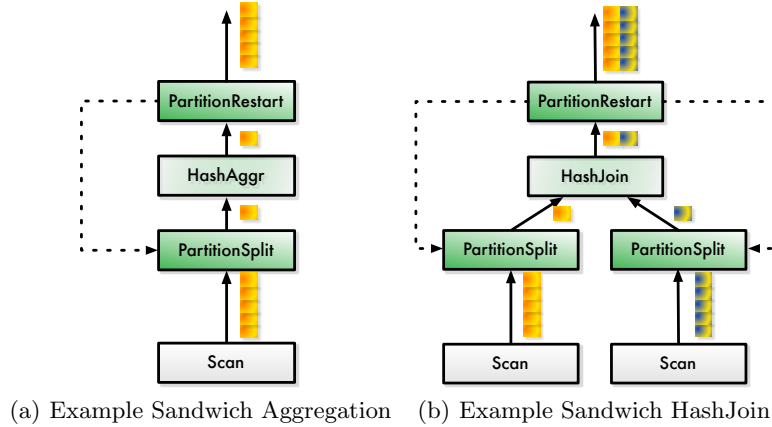 PartitionRestart
HashAggr
PartitionSplit
Scan
(a) Example Sandwich Aggregation
PartitionRestart
HashJoin
PartitionSplit PartitionSplit
Scan Scan
(b) Example Sandwich HashJoin